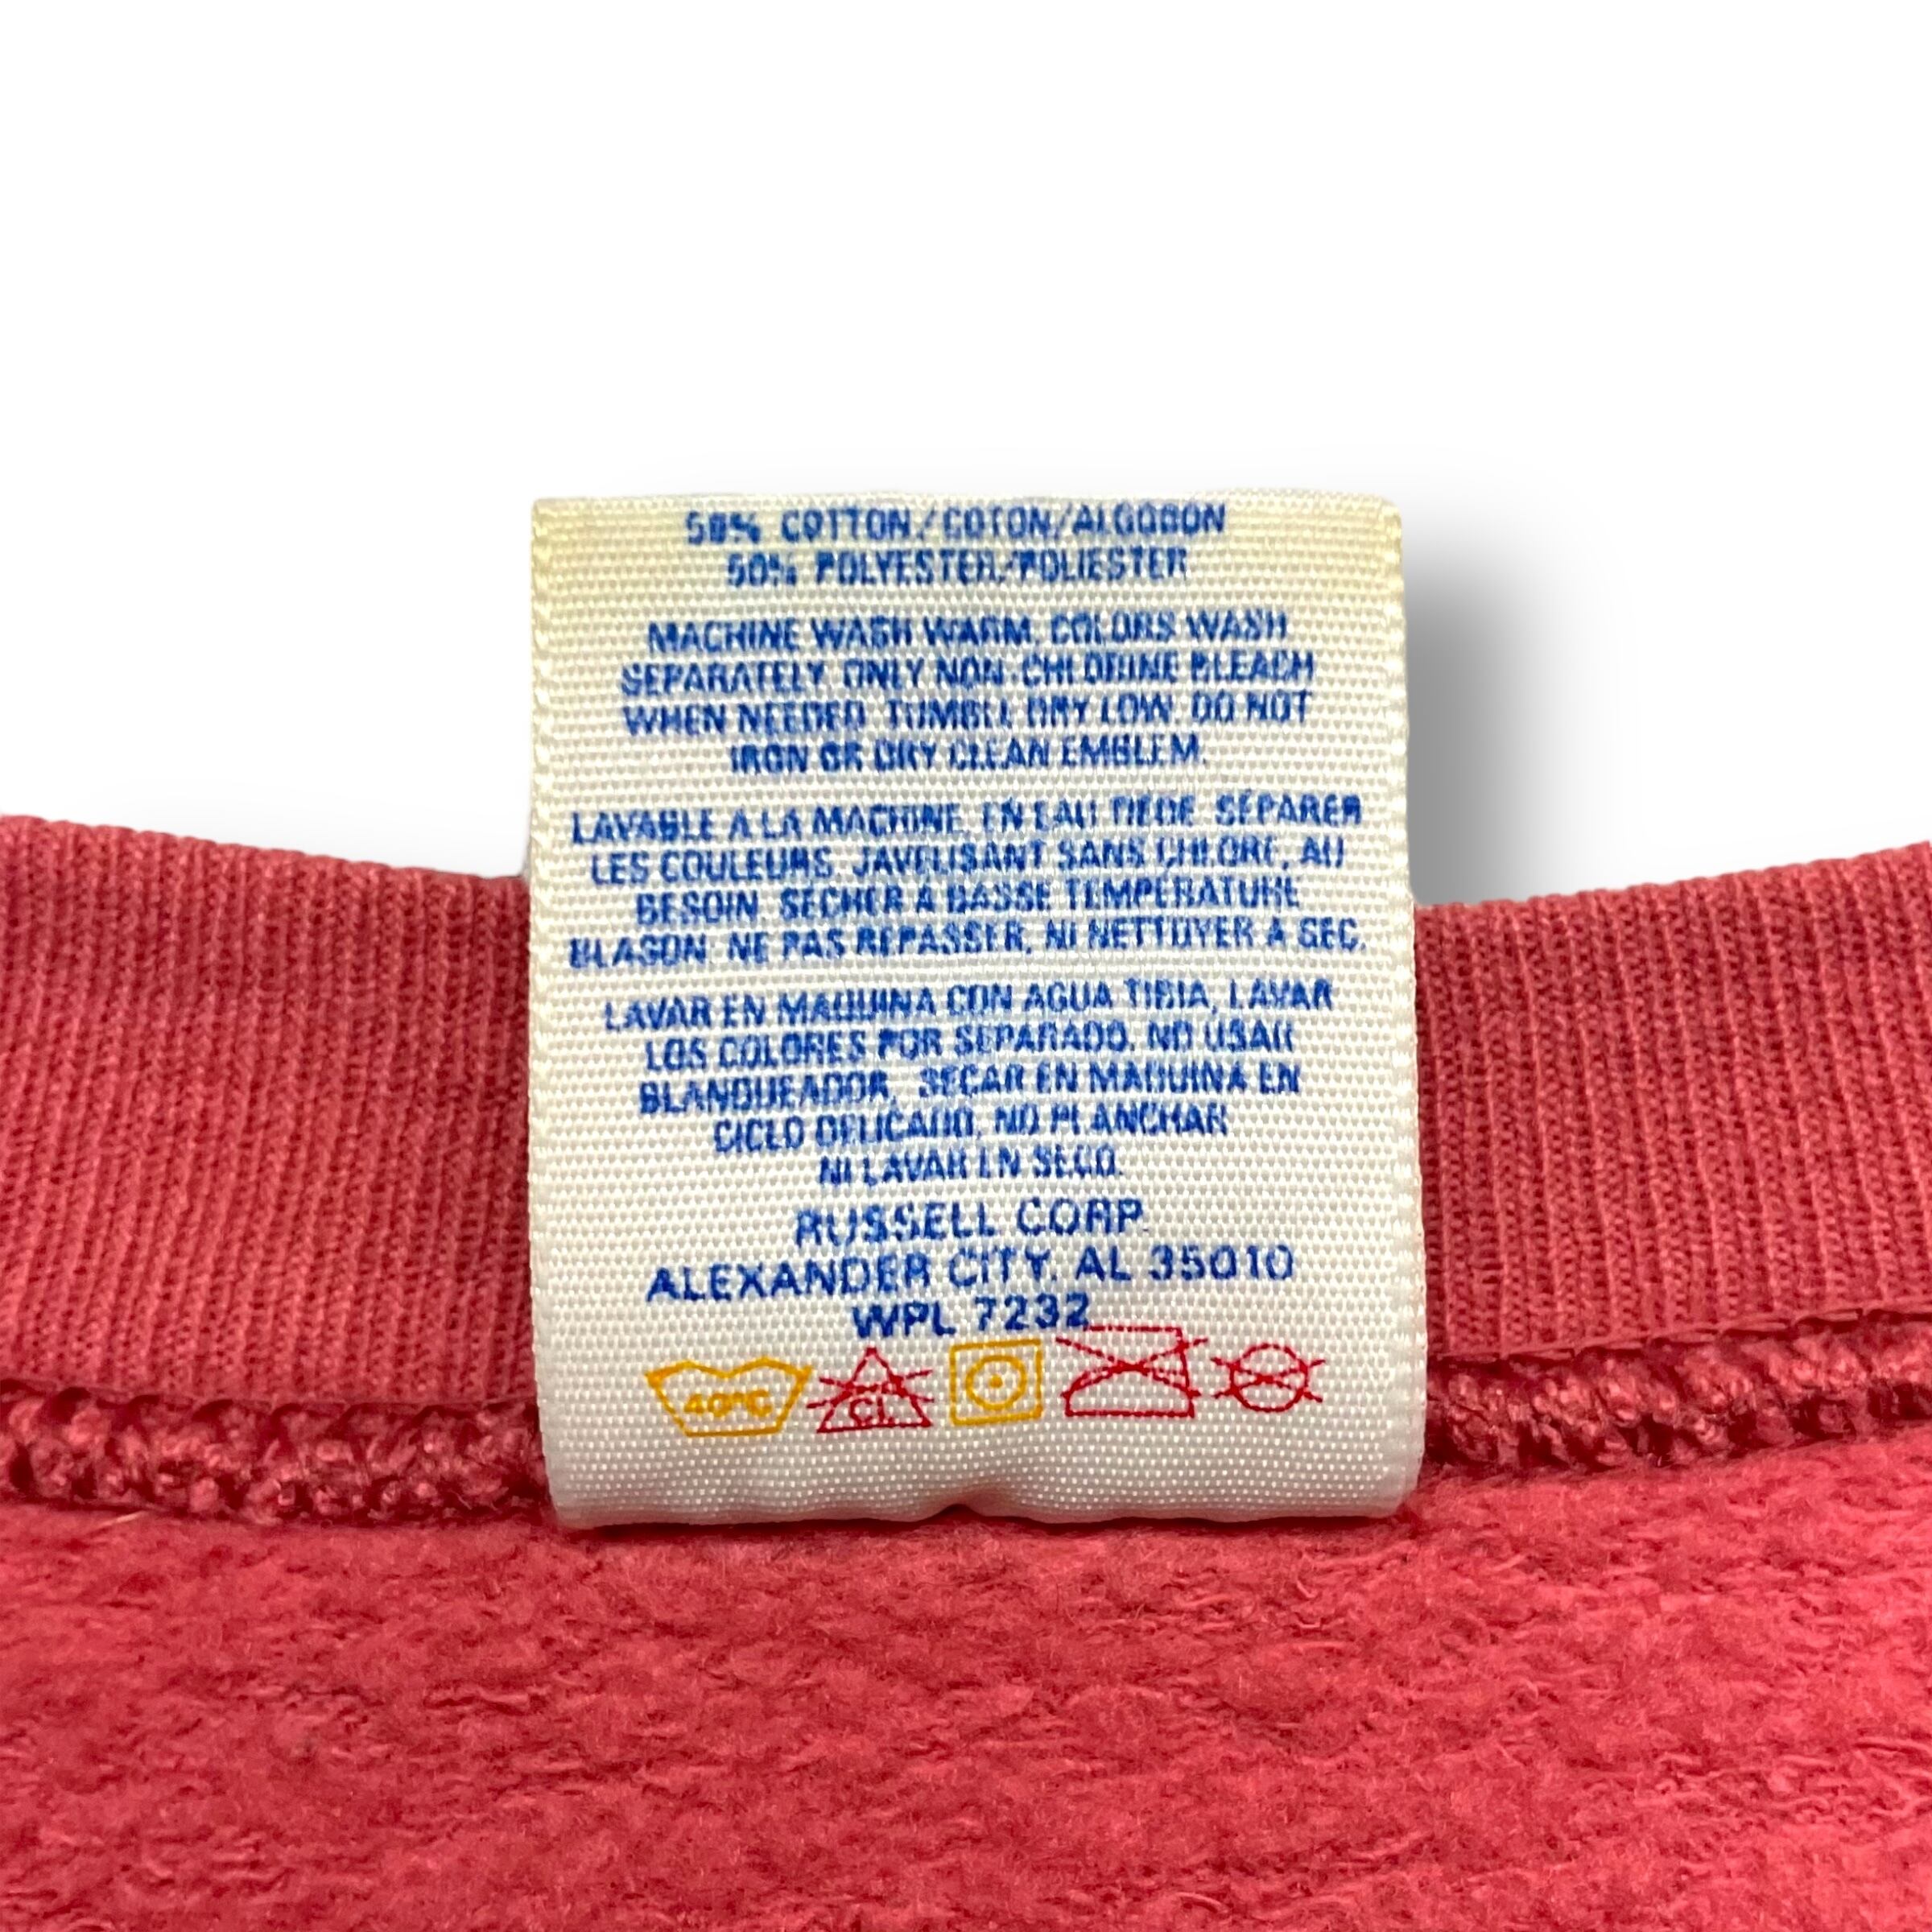 50% COTTON/COTON/ALGODON
50% POLYESTER/POLIESTER
MACHINE WASH WARM, COLORS WASH
SEPARATELY. ONLY NON-CHLORINE BLEACH
WHEN NEEDED. TUMBLE DRY LOW. DO NOT
IRON OR DRY CLEAN EMBLEM.
LAVABLE A LA MACHINE, EN EAU TIEDE. SÉPARER
LES COULEURS. JAVELISANT SANS CHLORE, AU
BESOIN. SECHER A BASSE TEMPERATURE
BLASON: NE PAS REPASSER, NI NETTOYER A SEC.
LAVAR EN MAQUINA CON AGUA TIBIA, LAVAR
LOS COLORES POR SEPARADO. NO USAR
BLANQUEADOR. SECAR EN MAQUINA EN
CICLO DELICADO, NO PLANCHAR
NI LAVAR EN SECO.
RUSSELL CORP.
ALEXANDER CITY, AL 35010
WPL 7232
40°C CL